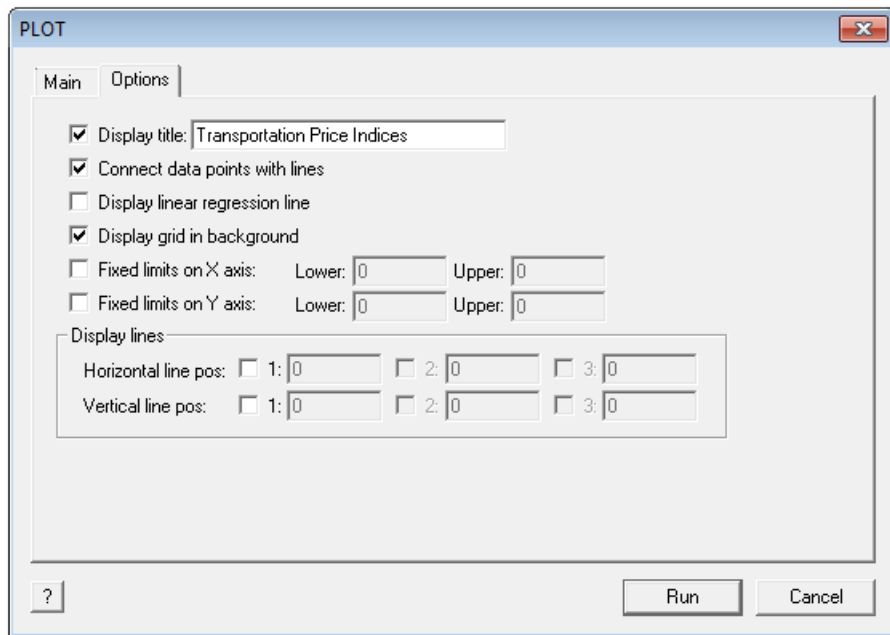 PLOT
Main Options
Display title: Transportation Price Indices
Connect data points with lines
Display linear regression line
Display grid in background
Fixed limits on X axis: Lower: 0 Upper: 0
Fixed limits on Y axis: Lower: 0 Upper: 0
Display lines
Horizontal line pos: 1: 0 2: 0 3: 0
Vertical line pos: 1: 0 2: 0 3: 0
? Run Cancel